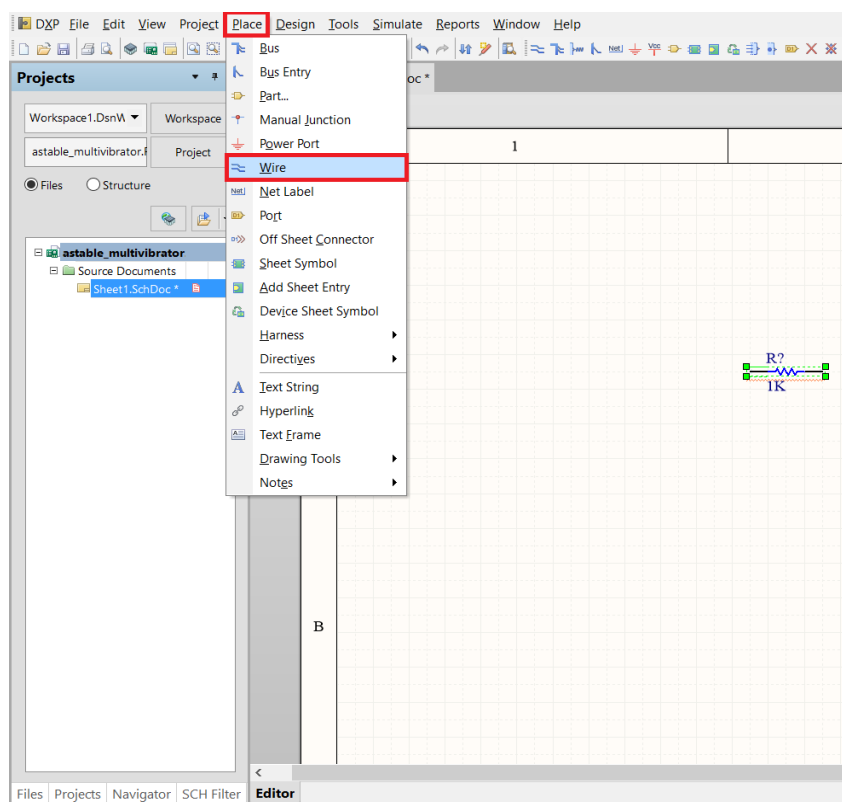 DXP File Edit View Project Place Design Tools Simulate Reports Window Help
Net Vcc
Projects
oc *
Workspace1.DsnW Workspace
astable_multivibrator.P Project
Files Structure
astable_multivibrator
Source Documents
Sheet1.SchDoc *
Bus
Bus Entry
Part...
Manual Junction
Power Port
Wire
Net Net Label
Port
Off Sheet Connector
Sheet Symbol
Add Sheet Entry
Device Sheet Symbol
Harness
Directives
A Text String
Hyperlink
Text Frame
Drawing Tools
Notes
1
R?
1K
B
Files Projects Navigator SCH Filter Editor